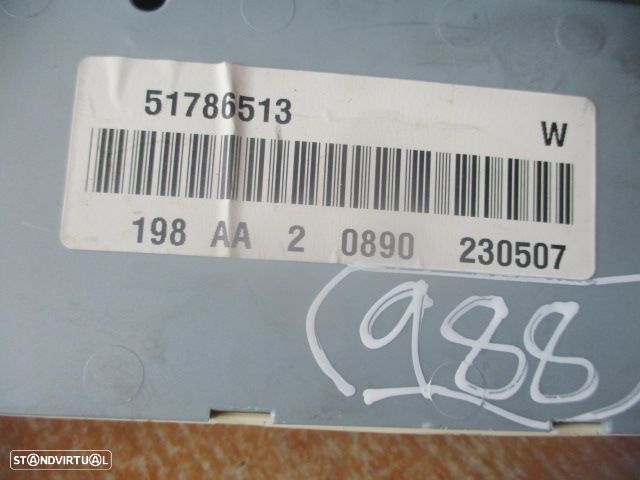 51786513
W
198 AA 2 0890 230507
(988
STANDVIRTUAL